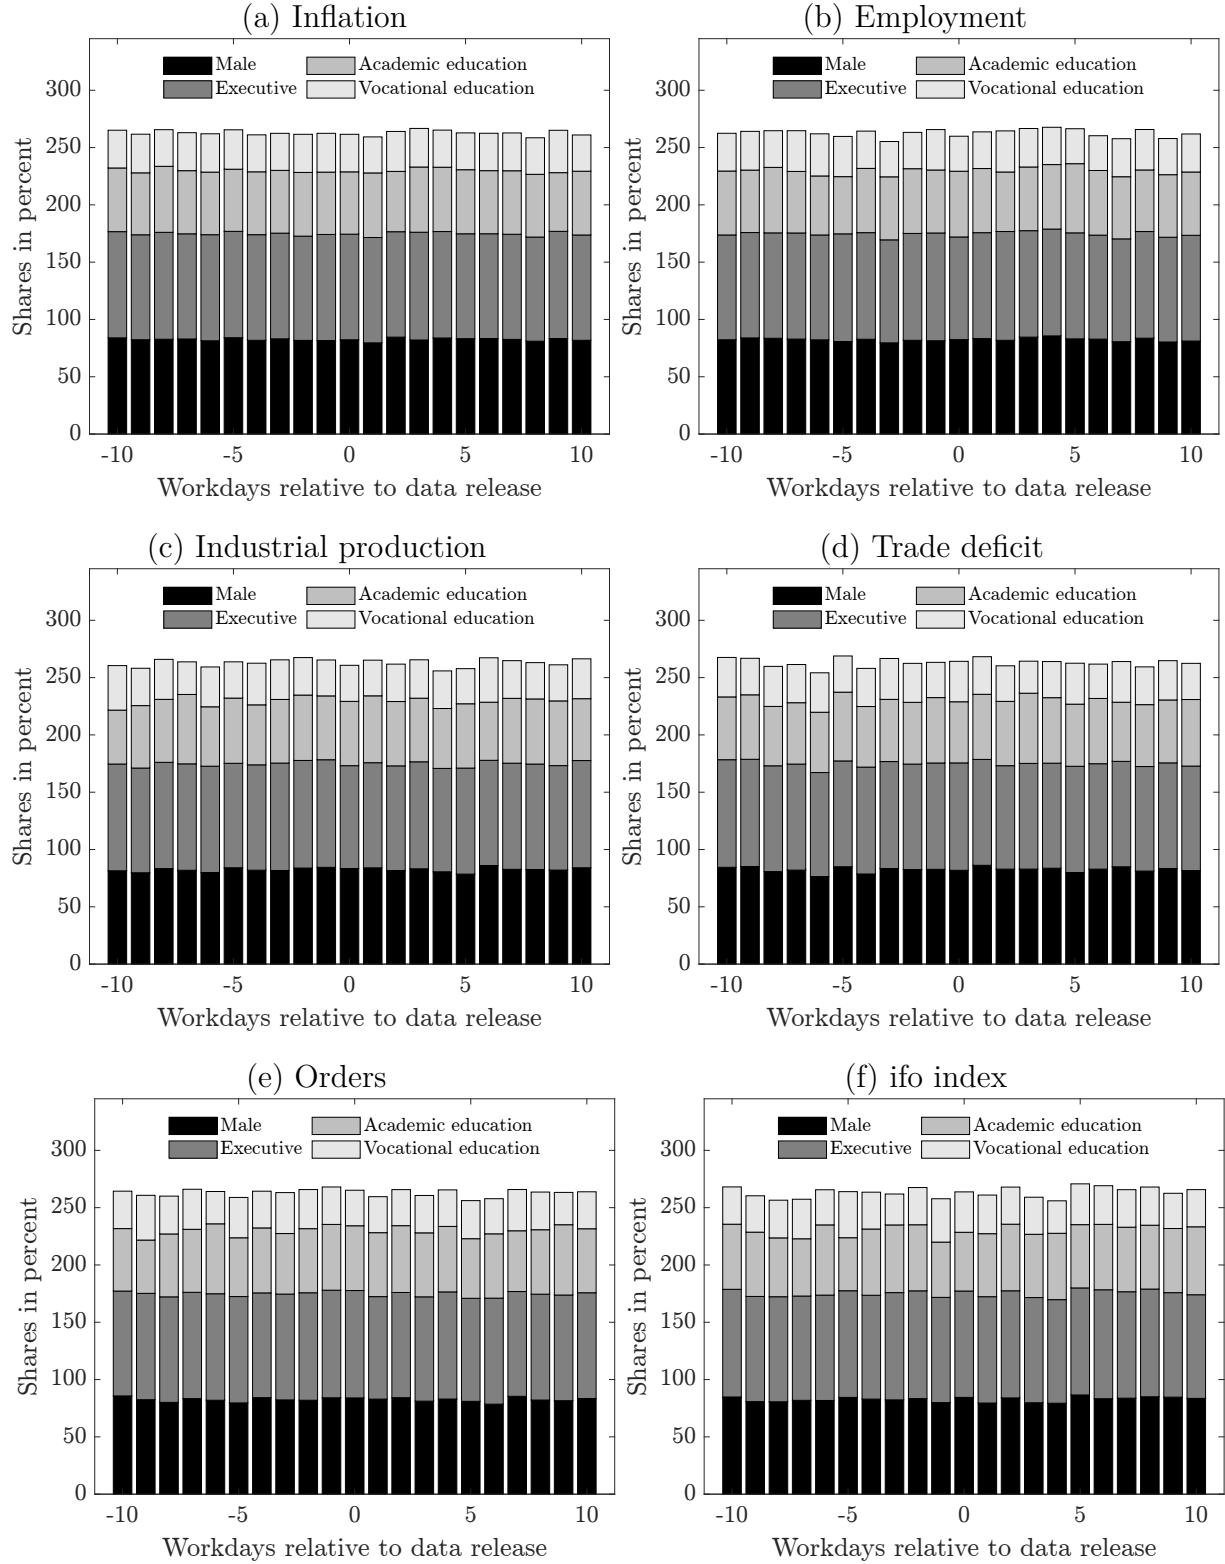 (a) Inflation
Male
Academic education
Executive
Vocational education
300
250
200
150
100
50
0
Shares in percent
-10 -5 0 5 10
Workdays relative to data release
(b) Employment
Male
Academic education
Executive
Vocational education
300
250
200
150
100
50
0
Shares in percent
-10 -5 0 5 10
Workdays relative to data release
(c) Industrial production
Male
Academic education
Executive
Vocational education
300
250
200
150
100
50
0
Shares in percent
-10 -5 0 5 10
Workdays relative to data release
(d) Trade deficit
Male
Academic education
Executive
Vocational education
300
250
200
150
100
50
0
Shares in percent
-10 -5 0 5 10
Workdays relative to data release
(e) Orders
Male
Academic education
Executive
Vocational education
300
250
200
150
100
50
0
Shares in percent
-10 -5 0 5 10
Workdays relative to data release
(f) ifo index
Male
Academic education
Executive
Vocational education
300
250
200
150
100
50
0
Shares in percent
-10 -5 0 5 10
Workdays relative to data release